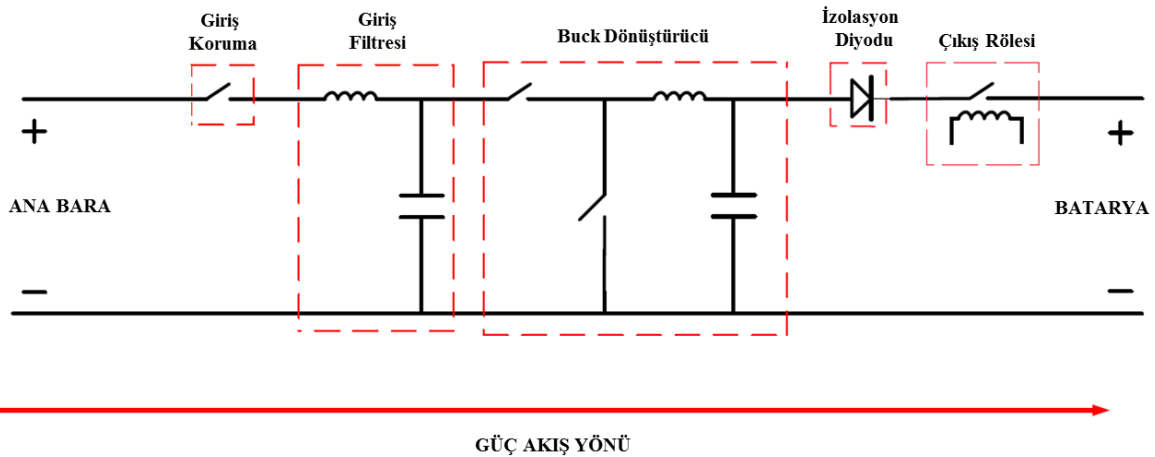 Giriş
Koruma
Giriş
Filtresi
Buck Dönüştürücü
İzolasyon
Diyodu
Çıkış Rölesi
+
+
ANA BARA
BATARYA
−
−
GÜÇ AKIŞ YÖNÜ